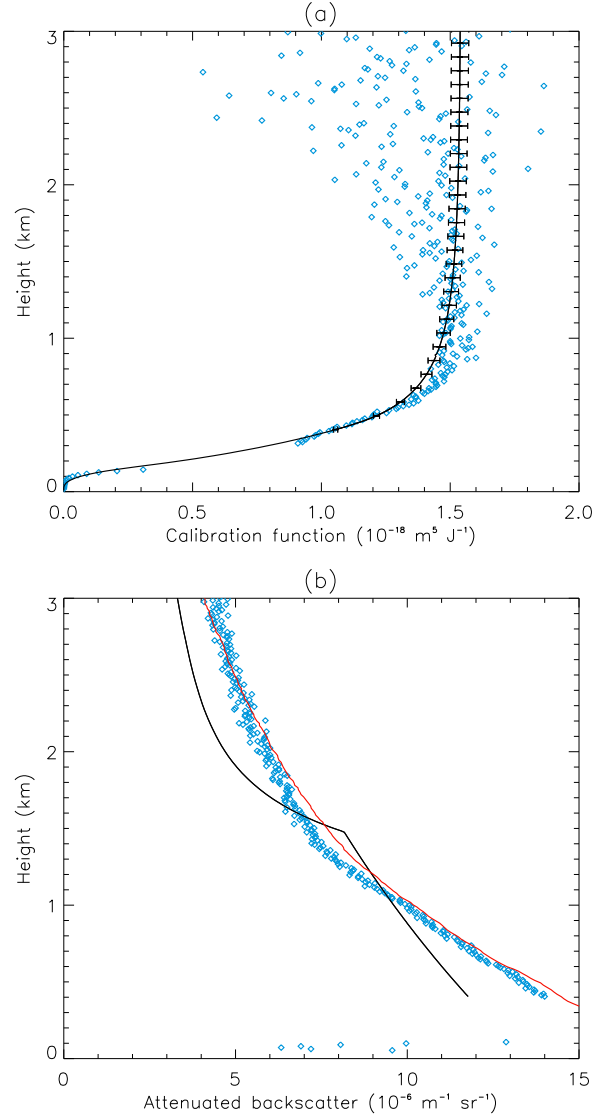 (a)
3
2
1
0
Height (km)
0.0 0.5 1.0 1.5 2.0
Calibration function (10⁻¹⁸ m⁵ J⁻¹)
(b)
3
2
1
0
Height (km)
0 5 10 15
Attenuated backscatter (10⁻⁶ m⁻¹ sr⁻¹)